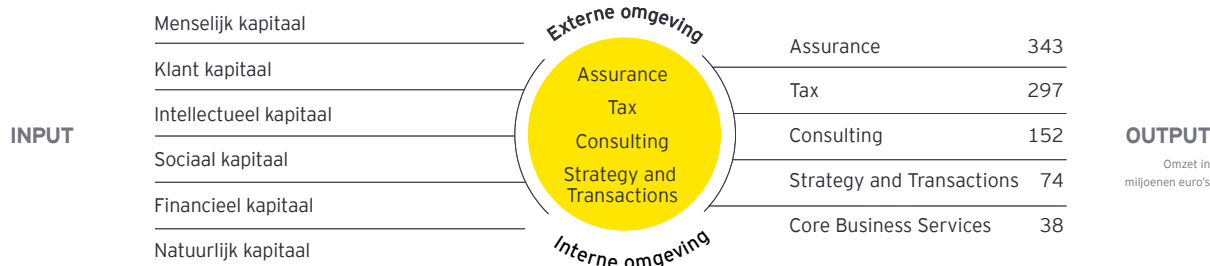 INPUT
Menselijk kapitaal
Klant kapitaal
Intellectueel kapitaal
Sociaal kapitaal
Financieel kapitaal
Natuurlijk kapitaal
Externe omgeving
Assurance
Tax
Consulting
Strategy and
Transactions
Interne omgeving
Assurance 343
Tax 297
Consulting 152
Strategy and Transactions 74
Core Business Services 38
OUTPUT
Omzet in
miljoenen euro's